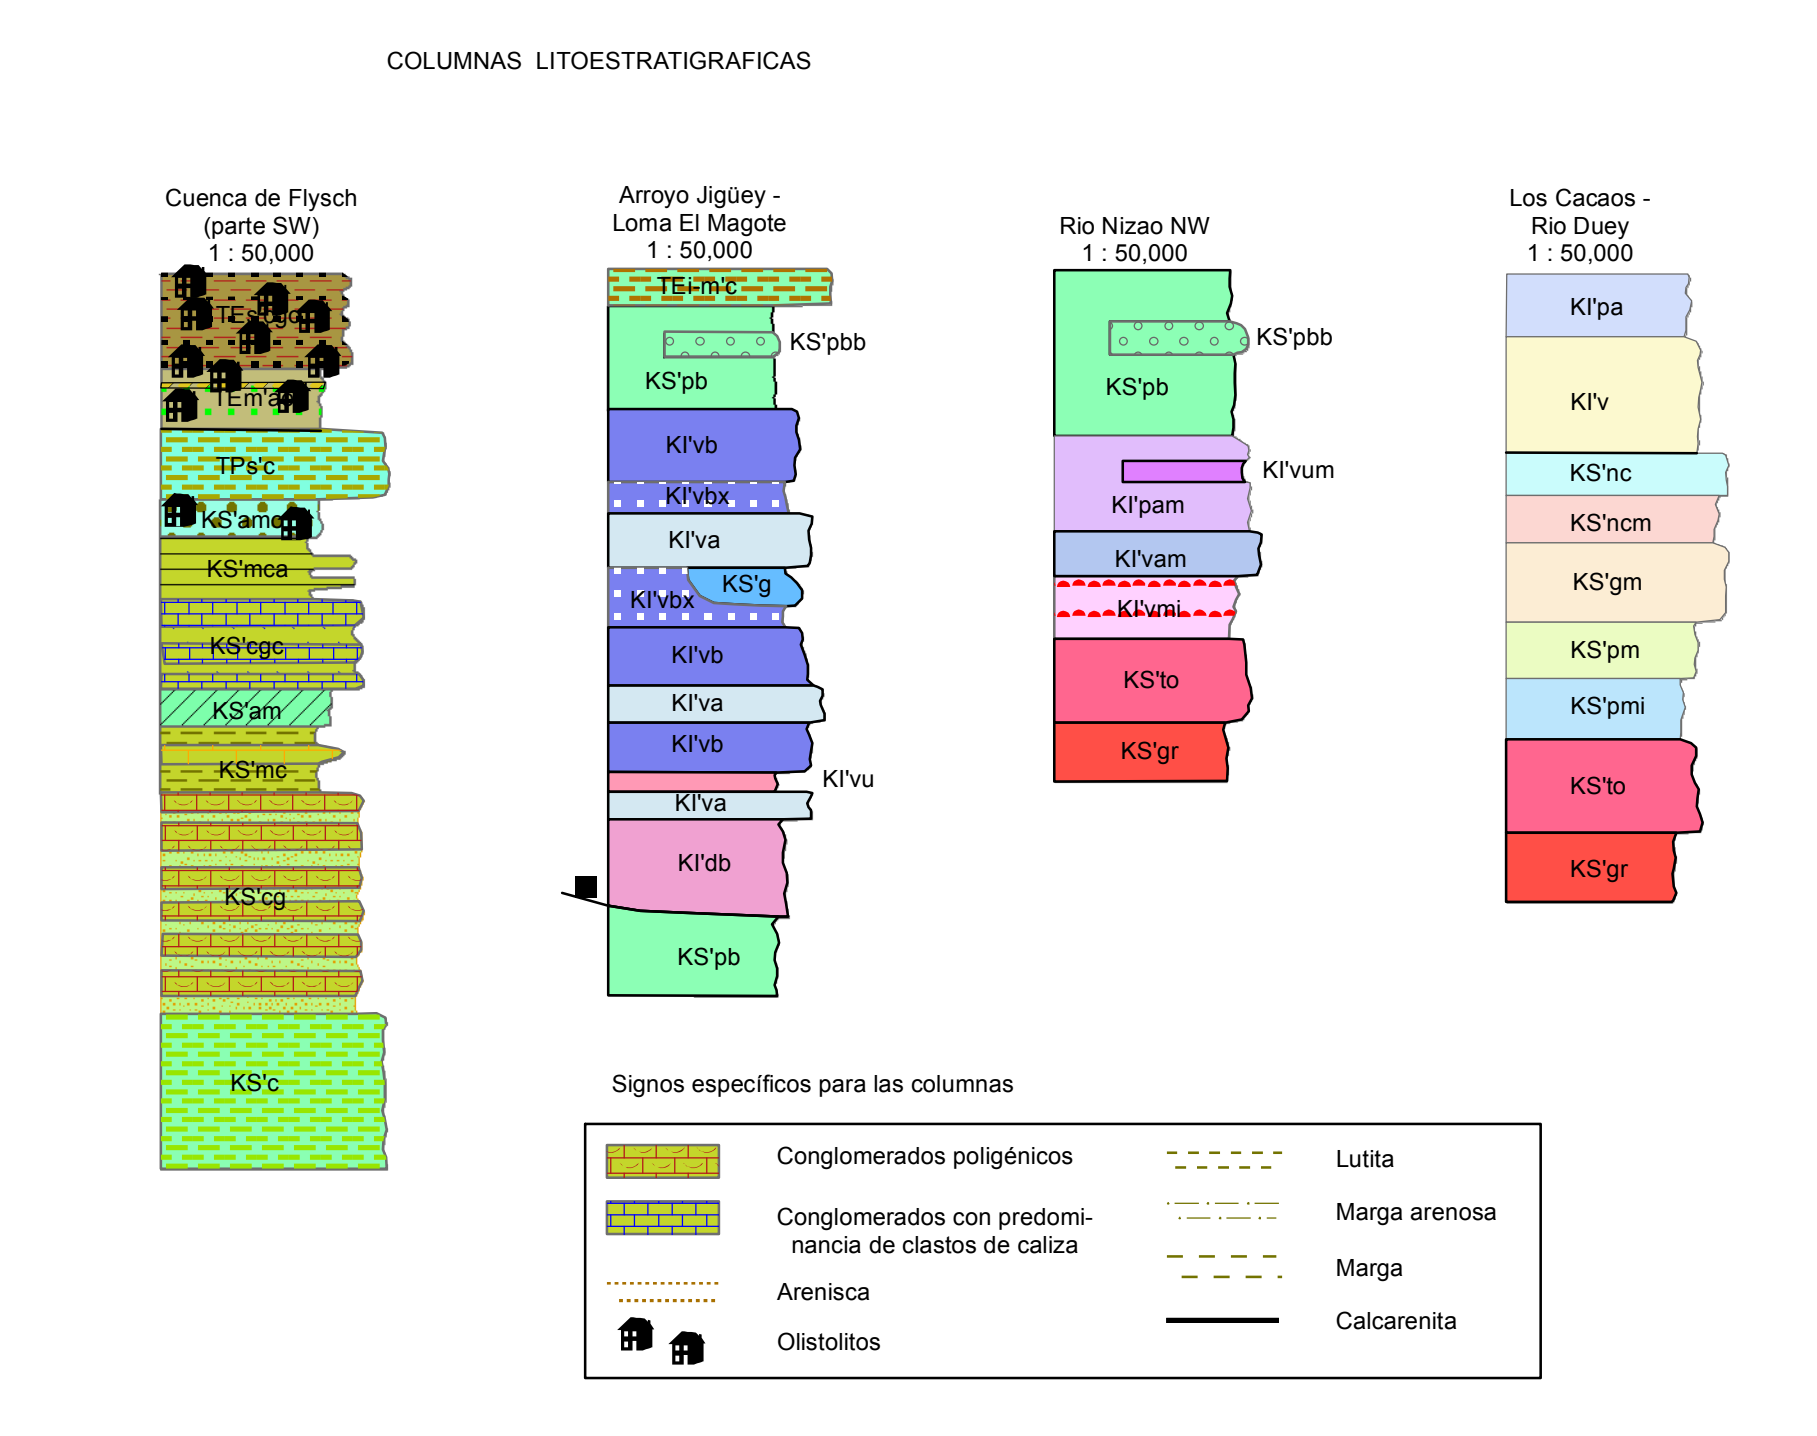 COLUMNAS LITOESTRATIGRAFICAS
Cuenca de Flysch
(parte SW)
1 : 50,000
TEm'a
TPs'c
KS'amc
KS'mca
KS'cgc
KS'am
KS'mc
KS'cg
KS'c
Arroyo Jigüey -
Loma El Magote
1 : 50,000
TEi-m'c
KS'pbb
KS'pb
KI'vb
KI'vbx
KI'va
KS'g
KI'vbx
KI'vb
KI'va
KI'vb
KI'vu
KI'va
KI'db
KS'pb
Rio Nizao NW
1 : 50,000
KS'pbb
KS'pb
KI'vum
KI'pam
KI'vam
KI'vmi
KS'to
KS'gr
Los Cacaos -
Rio Duey
1 : 50,000
KI'pa
KI'v
KS'nc
KS'ncm
KS'gm
KS'pm
KS'pmi
KS'to
KS'gr
Signos específicos para las columnas
Conglomerados poligénicos
Conglomerados con predomi-
nancia de clastos de caliza
Arenisca
Olistolitos
Lutita
Marga arenosa
Marga
Calcarenita